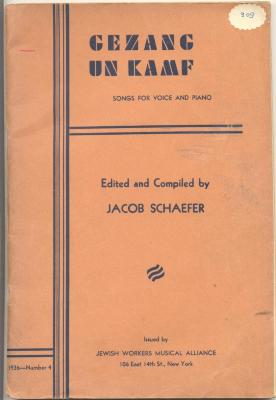 909
GEZANG
UN KAMF
SONGS FOR VOICE AND PIANO
Edited and Compiled by
JACOB SCHAEFER
Issued by
JEWISH WORKERS MUSICAL ALLIANCE
106 East 14th St., New York
1936—Number 4